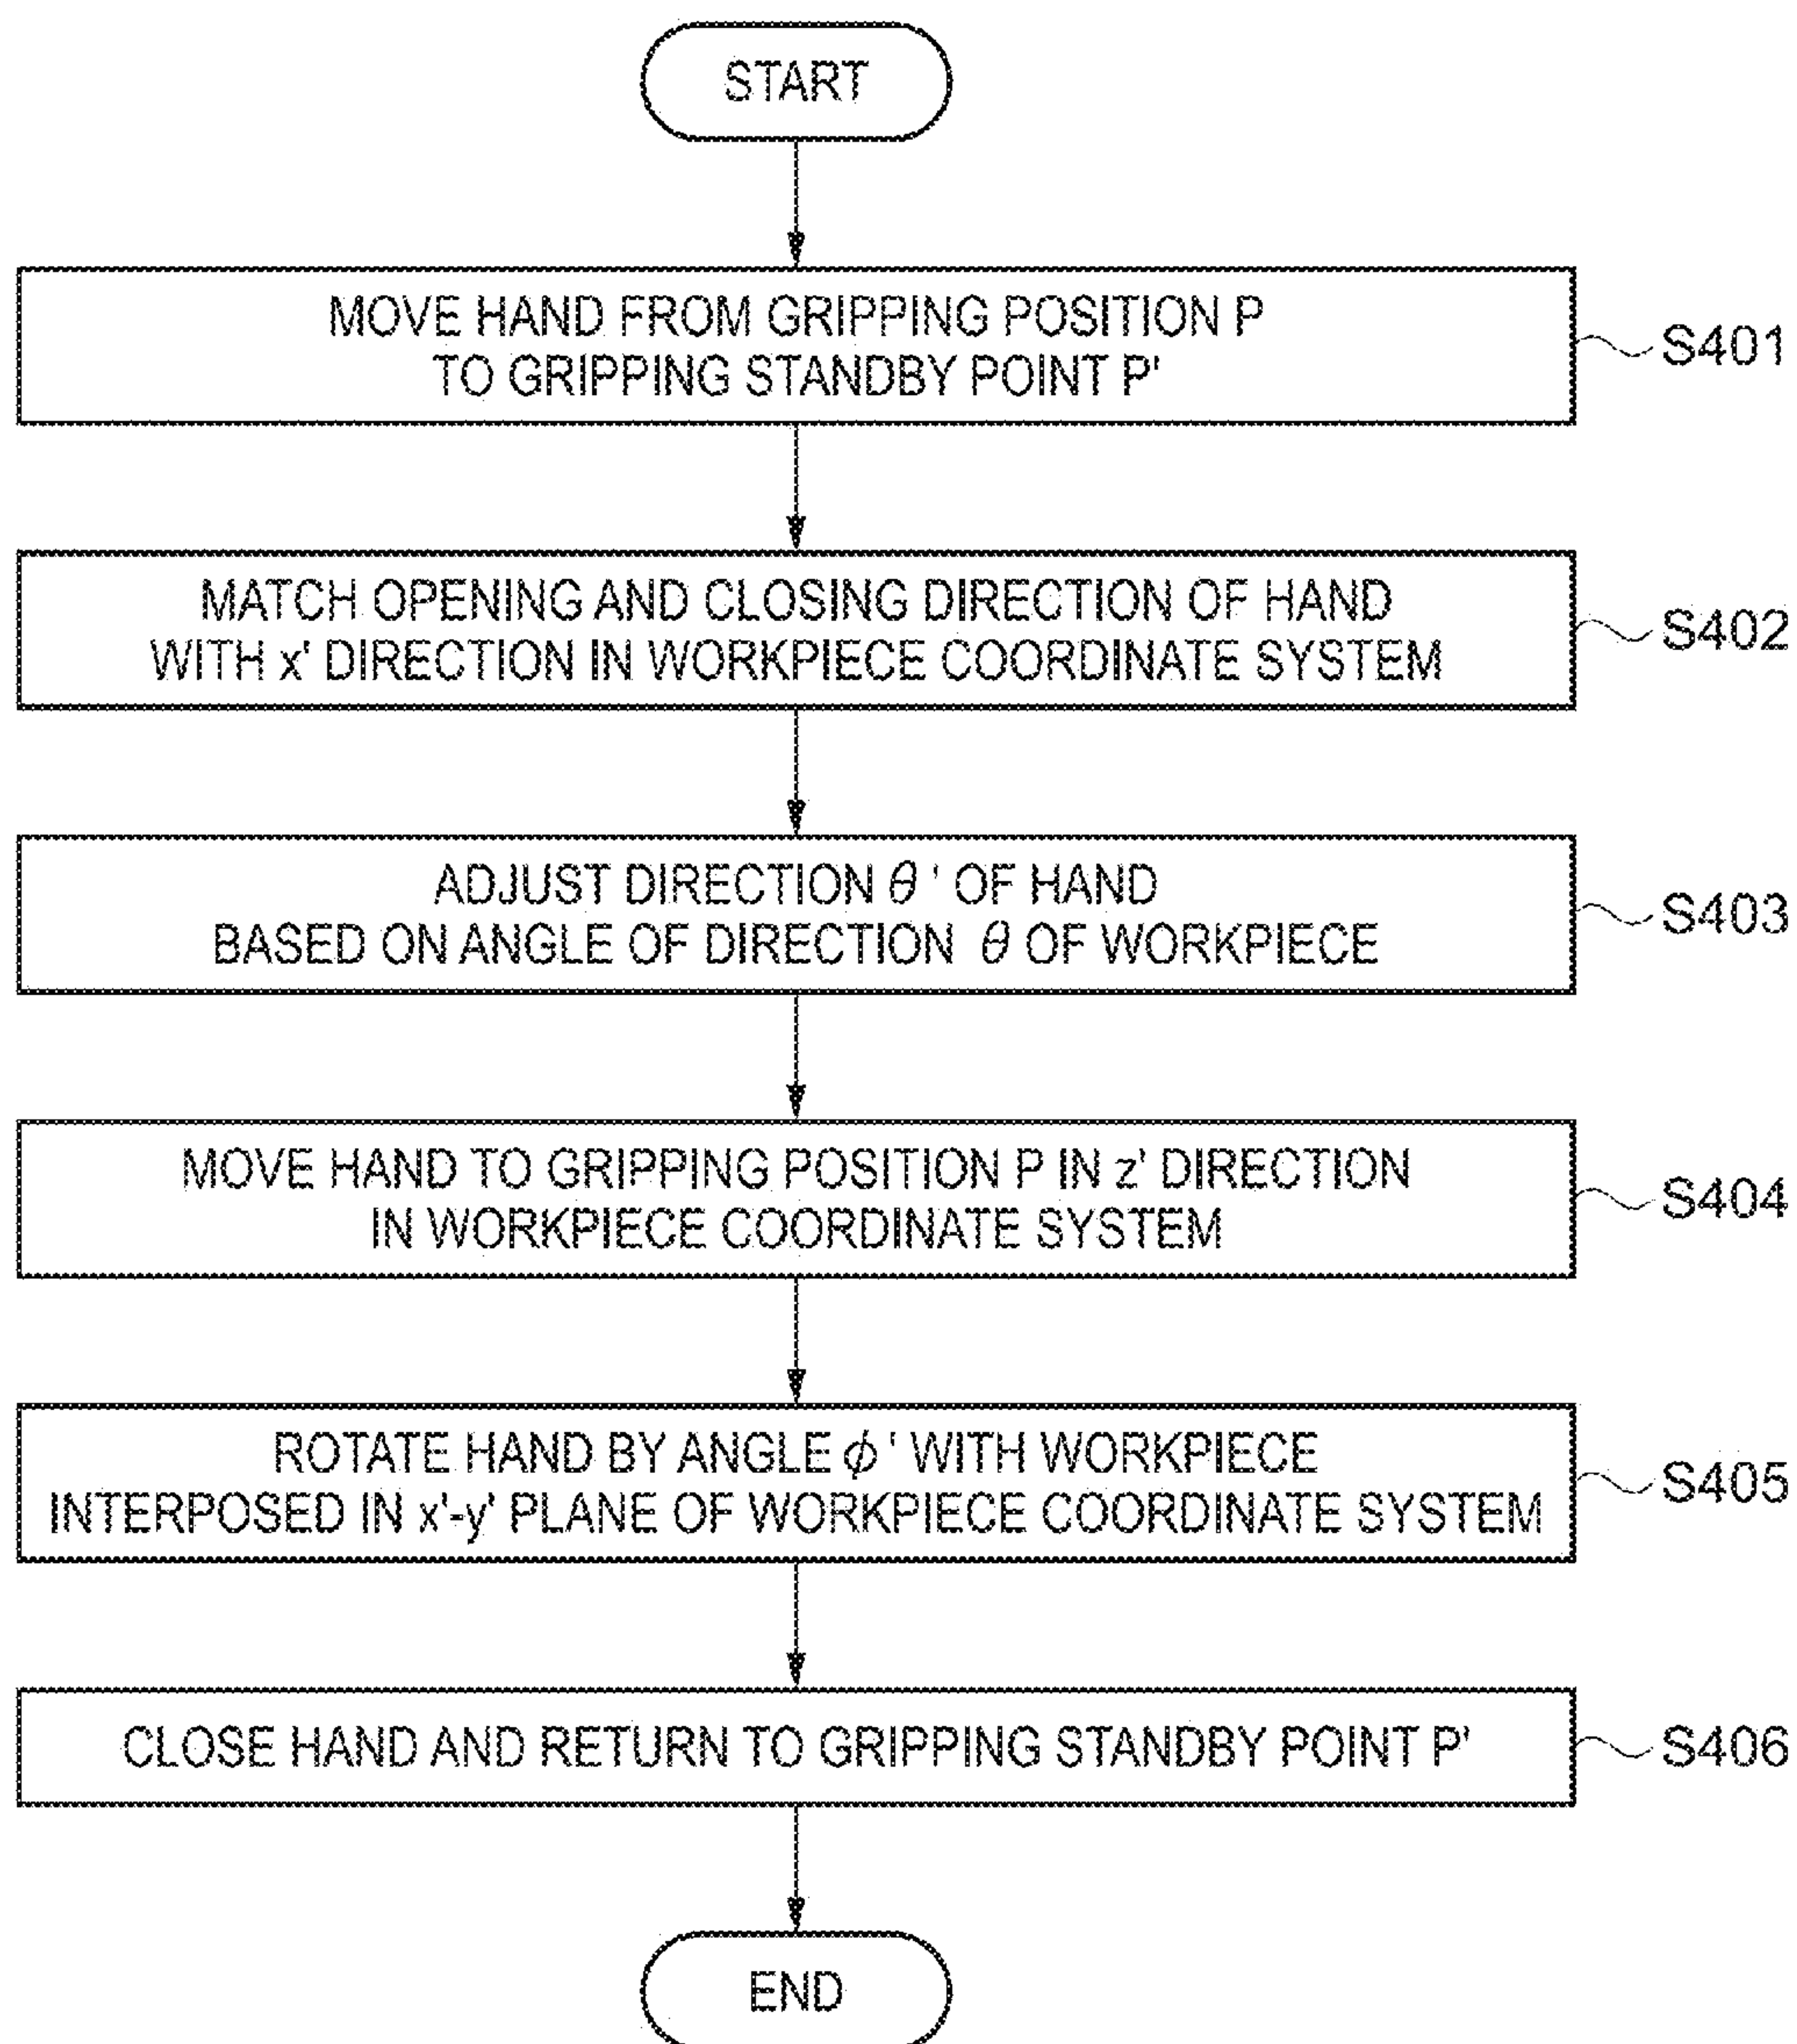 START
MOVE HAND FROM GRIPPING POSITION P
TO GRIPPING STANDBY POINT P'
S401
MATCH OPENING AND CLOSING DIRECTION OF HAND
WITH x' DIRECTION IN WORKPIECE COORDINATE SYSTEM
S402
ADJUST DIRECTION θ ' OF HAND
BASED ON ANGLE OF DIRECTION θ OF WORKPIECE
S403
MOVE HAND TO GRIPPING POSITION P IN z' DIRECTION
IN WORKPIECE COORDINATE SYSTEM
S404
ROTATE HAND BY ANGLE ϕ ' WITH WORKPIECE
INTERPOSED IN x'-y' PLANE OF WORKPIECE COORDINATE SYSTEM
S405
CLOSE HAND AND RETURN TO GRIPPING STANDBY POINT P'
S406
END